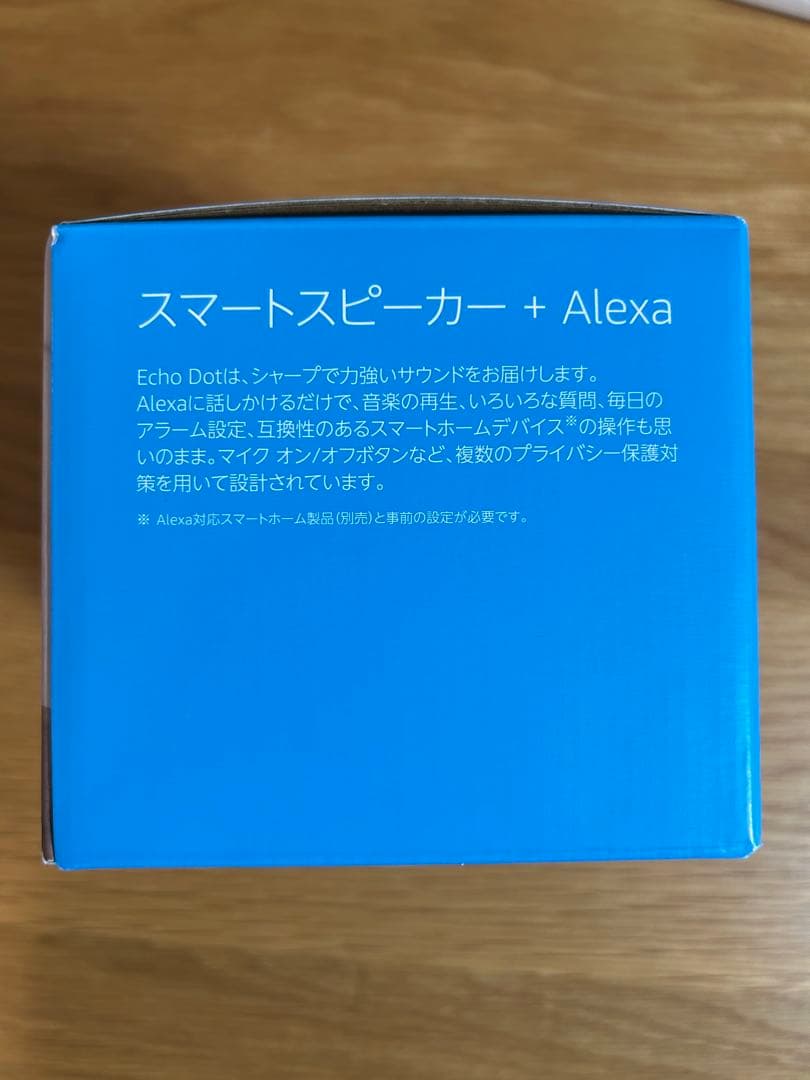 スマートスピーカー + Alexa
Echo Dotは、シャープで力強いサウンドをお届けします。
Alexaに話しかけるだけで、音楽の再生、いろいろな質問、毎日の
アラーム設定、互換性のあるスマートホームデバイス※の操作も思
いのまま。マイク オン/オフボタンなど、複数のプライバシー保護対
策を用いて設計されています。
※ Alexa対応スマートホーム製品(別売)と事前の設定が必要です。